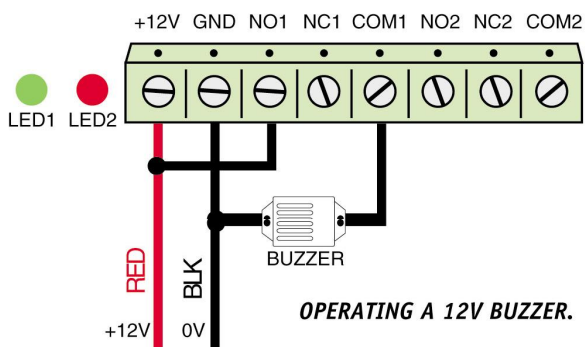 +12V GND NO1 NC1 COM1 NO2 NC2 COM2
LED1 LED2
BUZZER
RED
BLK
OPERATING A 12V BUZZER.
+12V 0V